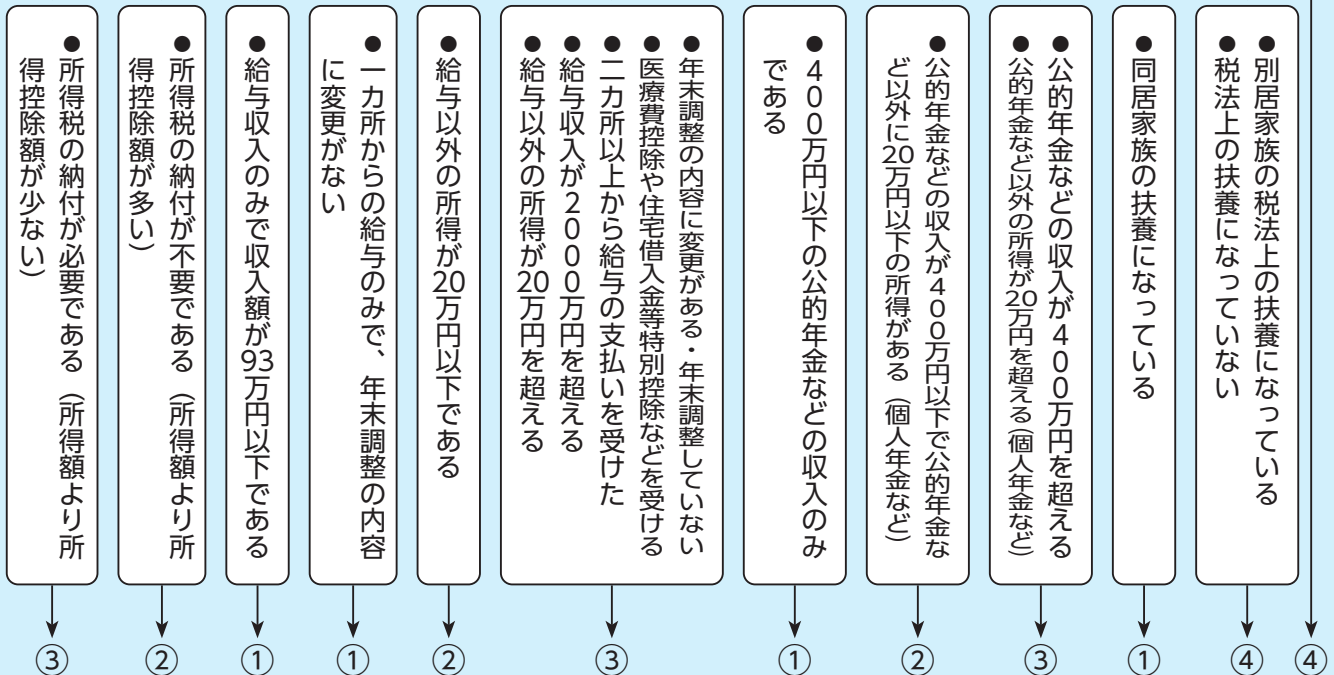 ●別居家族の税法上の扶養になっている
●税法上の扶養になっていない
●同居家族の扶養になっている
●公的年金などの収入が４００万円を超える
●公的年金など以外の所得が20万円を超える（個人年金など）
●公的年金などの収入が４００万円以下で公的年金な
ど以外に20万円以下の所得がある（個人年金など）
●４００万円以下の公的年金などの収入のみ
である
●年末調整の内容に変更がある・年末調整していない
●医療費控除や住宅借入金等特別控除などを受ける
●二カ所以上から給与の支払いを受けた
●給与収入が２０００万円を超える
●給与以外の所得が20万円を超える
●給与以外の所得が20万円以下である
●一カ所からの給与のみで、年末調整の内容
に変更がない
●給与収入のみで収入額が93万円以下である
●所得税の納付が不要である（所得額より所
得控除額が多い）
●所得税の納付が必要である（所得額より所
得控除額が少ない）
④
④
①
③
②
①
③
②
①
①
②
③